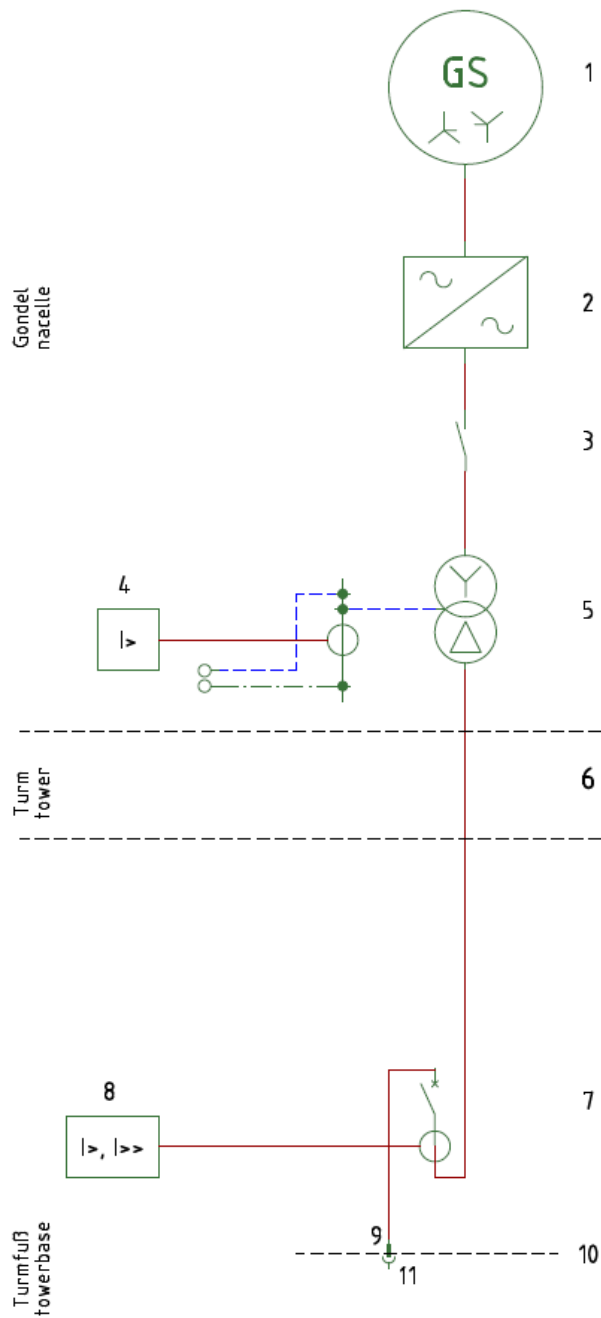 GS
1
2
Gondel
nacelle
3
4
I>
5
Turm
tower
6
8
I>, I>>
7
9
10
11
Turmfuß
towerbase